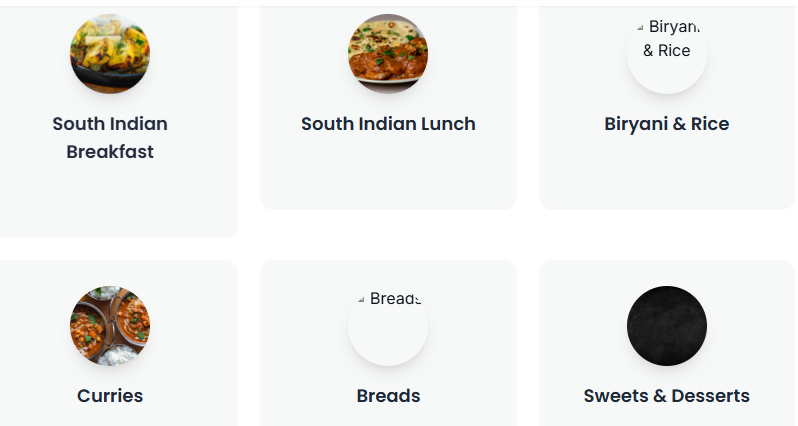 Biryani
& Rice
South Indian
Breakfast
South Indian Lunch
Biryani & Rice
Breads
Curries
Breads
Sweets & Desserts